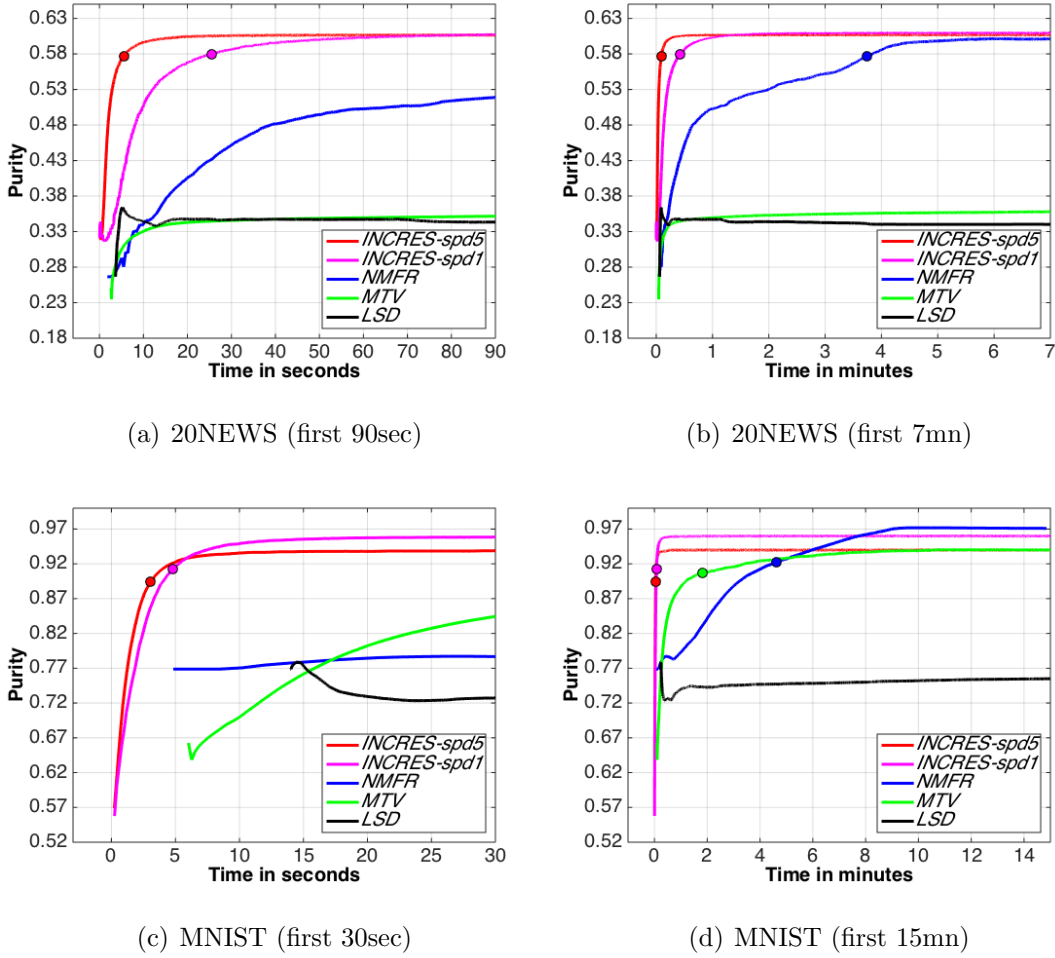 0.63
0.58
0.53
0.48
0.43
0.38
0.33
0.28
0.23
0.18
Purity
0 10 20 30 40 50 60 70 80 90
Time in seconds
INCRES-spd5
INCRES-spd1
NMFR
MTV
LSD
(a) 20NEWS (first 90sec)
0.63
0.58
0.53
0.48
0.43
0.38
0.33
0.28
0.23
0.18
Purity
0 1 2 3 4 5 6 7
Time in minutes
INCRES-spd5
INCRES-spd1
NMFR
MTV
LSD
(b) 20NEWS (first 7mn)
0.97
0.92
0.87
0.82
0.77
0.72
0.67
0.62
0.57
0.52
Purity
0 5 10 15 20 25 30
Time in seconds
INCRES-spd5
INCRES-spd1
NMFR
MTV
LSD
(c) MNIST (first 30sec)
0.97
0.92
0.87
0.82
0.77
0.72
0.67
0.62
0.57
0.52
Purity
0 2 4 6 8 10 12 14
Time in minutes
INCRES-spd5
INCRES-spd1
NMFR
MTV
LSD
(d) MNIST (first 15mn)